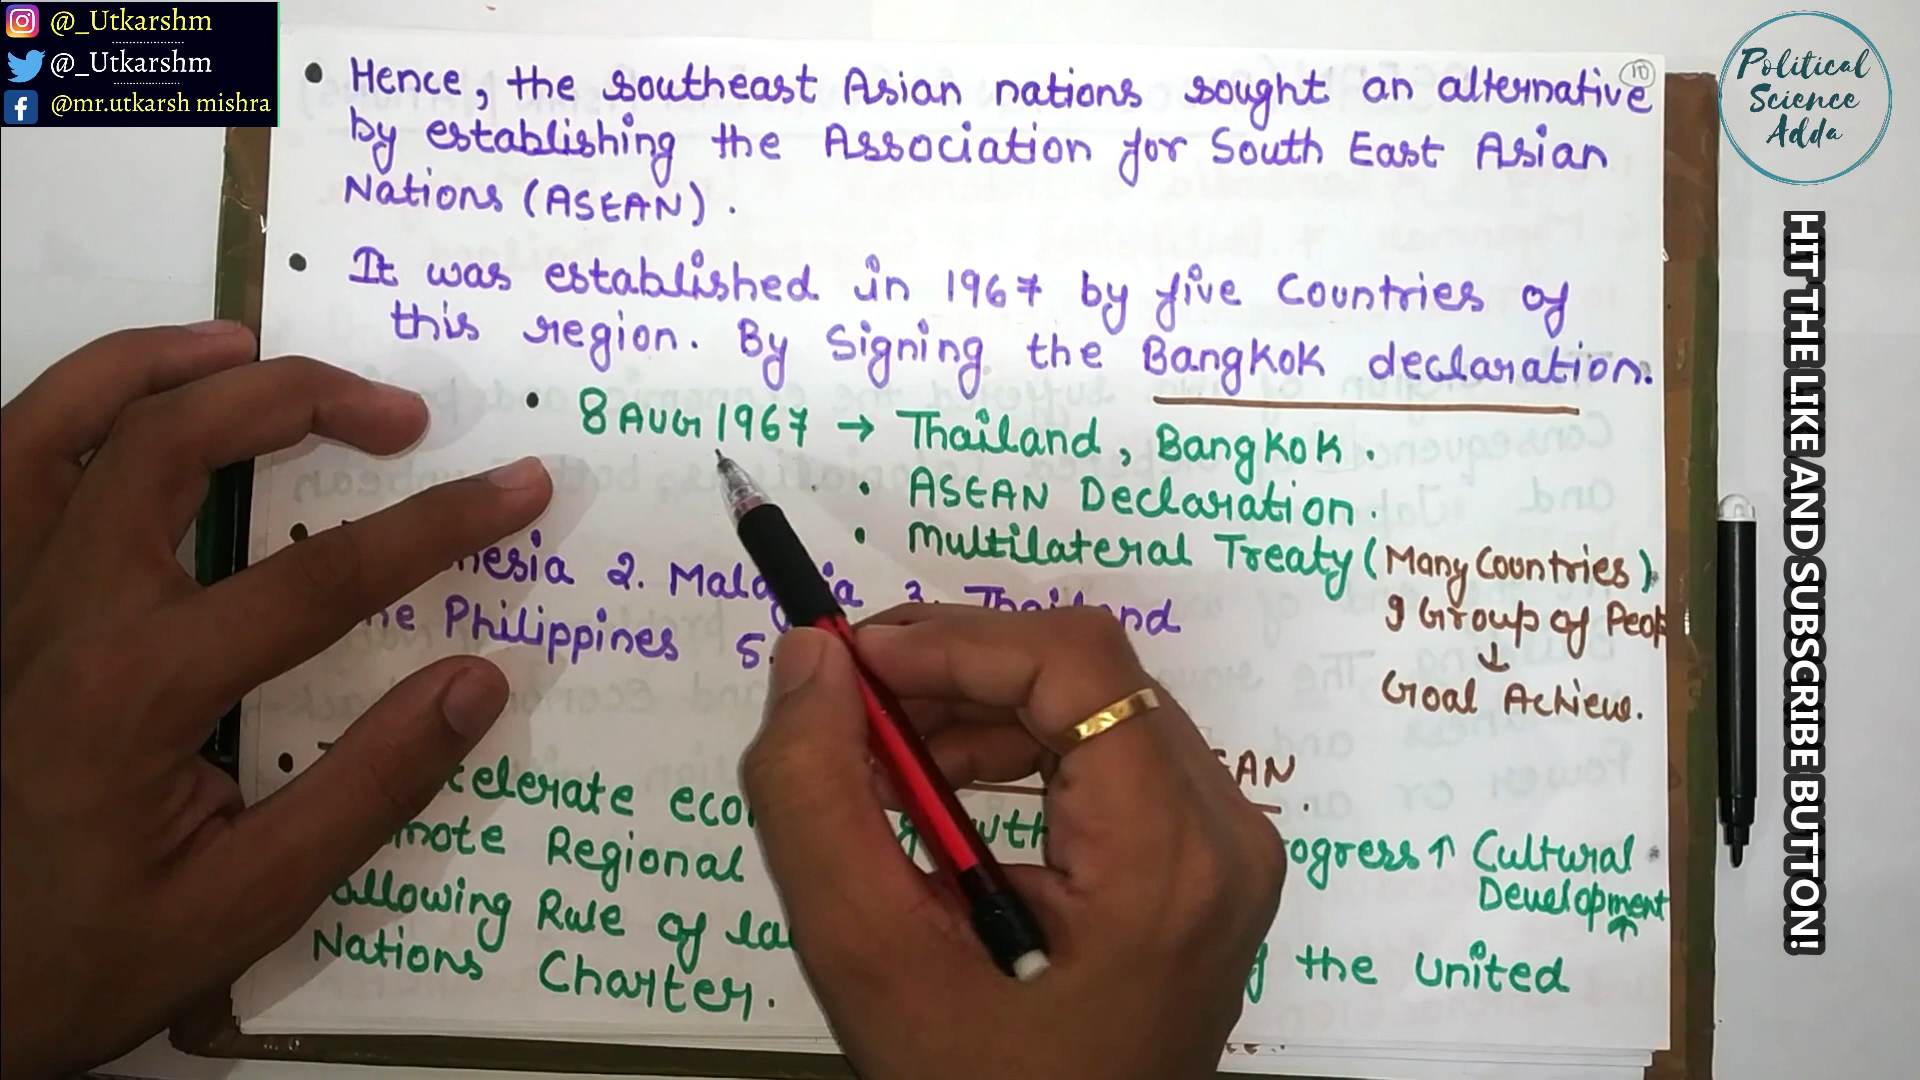 @_Utkarshm
@_Utkarshm
@mr.utkarsh mishra
Political
Science
Adda
HIT THE LIKE AND SUBSCRIBE BUTTON!
10
• Hence, the southeast Asian nations sought an alternative
by establishing the Association for South East Asian
Nations (ASEAN).
• It was established in 1967 by five Countries of
this region. By Signing the Bangkok declaration.
• 8 AUG 1967 → Thailand, Bangkok.
• ASEAN Declaration.
• Multilateral Treaty (Many Countries)
nesia 2. Malaysia 3. Thailand
Group of Peop
The Philippines 5.
↓
Goal Achieve.
EAN.
celerate eco growth ogress ↑ Cultural
Development
mote Regional
allowing Rule of la
the United
Nations Charter.